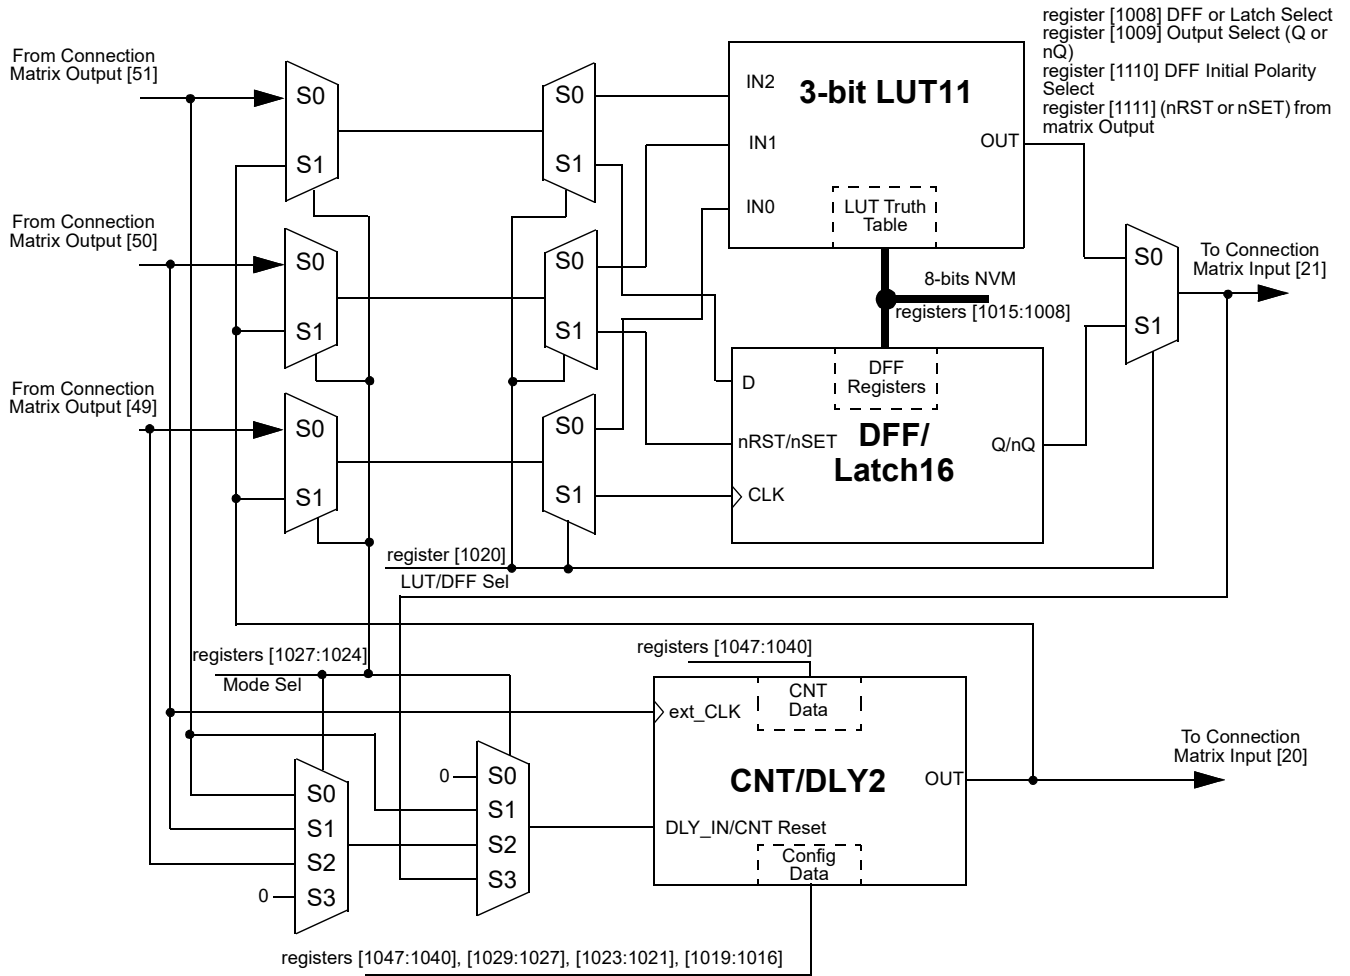 register [1008] DFF or Latch Select
register [1009] Output Select (Q or
nQ)
register [1110] DFF Initial Polarity
Select
register [1111] (nRST or nSET) from
matrix Output
From Connection
Matrix Output [51]
S0
S1
S0
S1
IN2
IN1
IN0
3-bit LUT11
OUT
LUT Truth
Table
From Connection
Matrix Output [50]
S0
S1
S0
S1
8-bits NVM
registers [1015:1008]
S0
S1
To Connection
Matrix Input [21]
From Connection
Matrix Output [49]
S0
S1
S0
S1
D
nRST/nSET
CLK
DFF
Registers
DFF/
Latch16
Q/nQ
register [1020]
LUT/DFF Sel
registers [1027:1024]
Mode Sel
registers [1047:1040]
CNT
Data
ext_CLK
CNT/DLY2
OUT
To Connection
Matrix Input [20]
DLY_IN/CNT Reset
Config
Data
0
S0
S1
S2
S3
S0
S1
S2
S3
0
registers [1047:1040], [1029:1027], [1023:1021], [1019:1016]